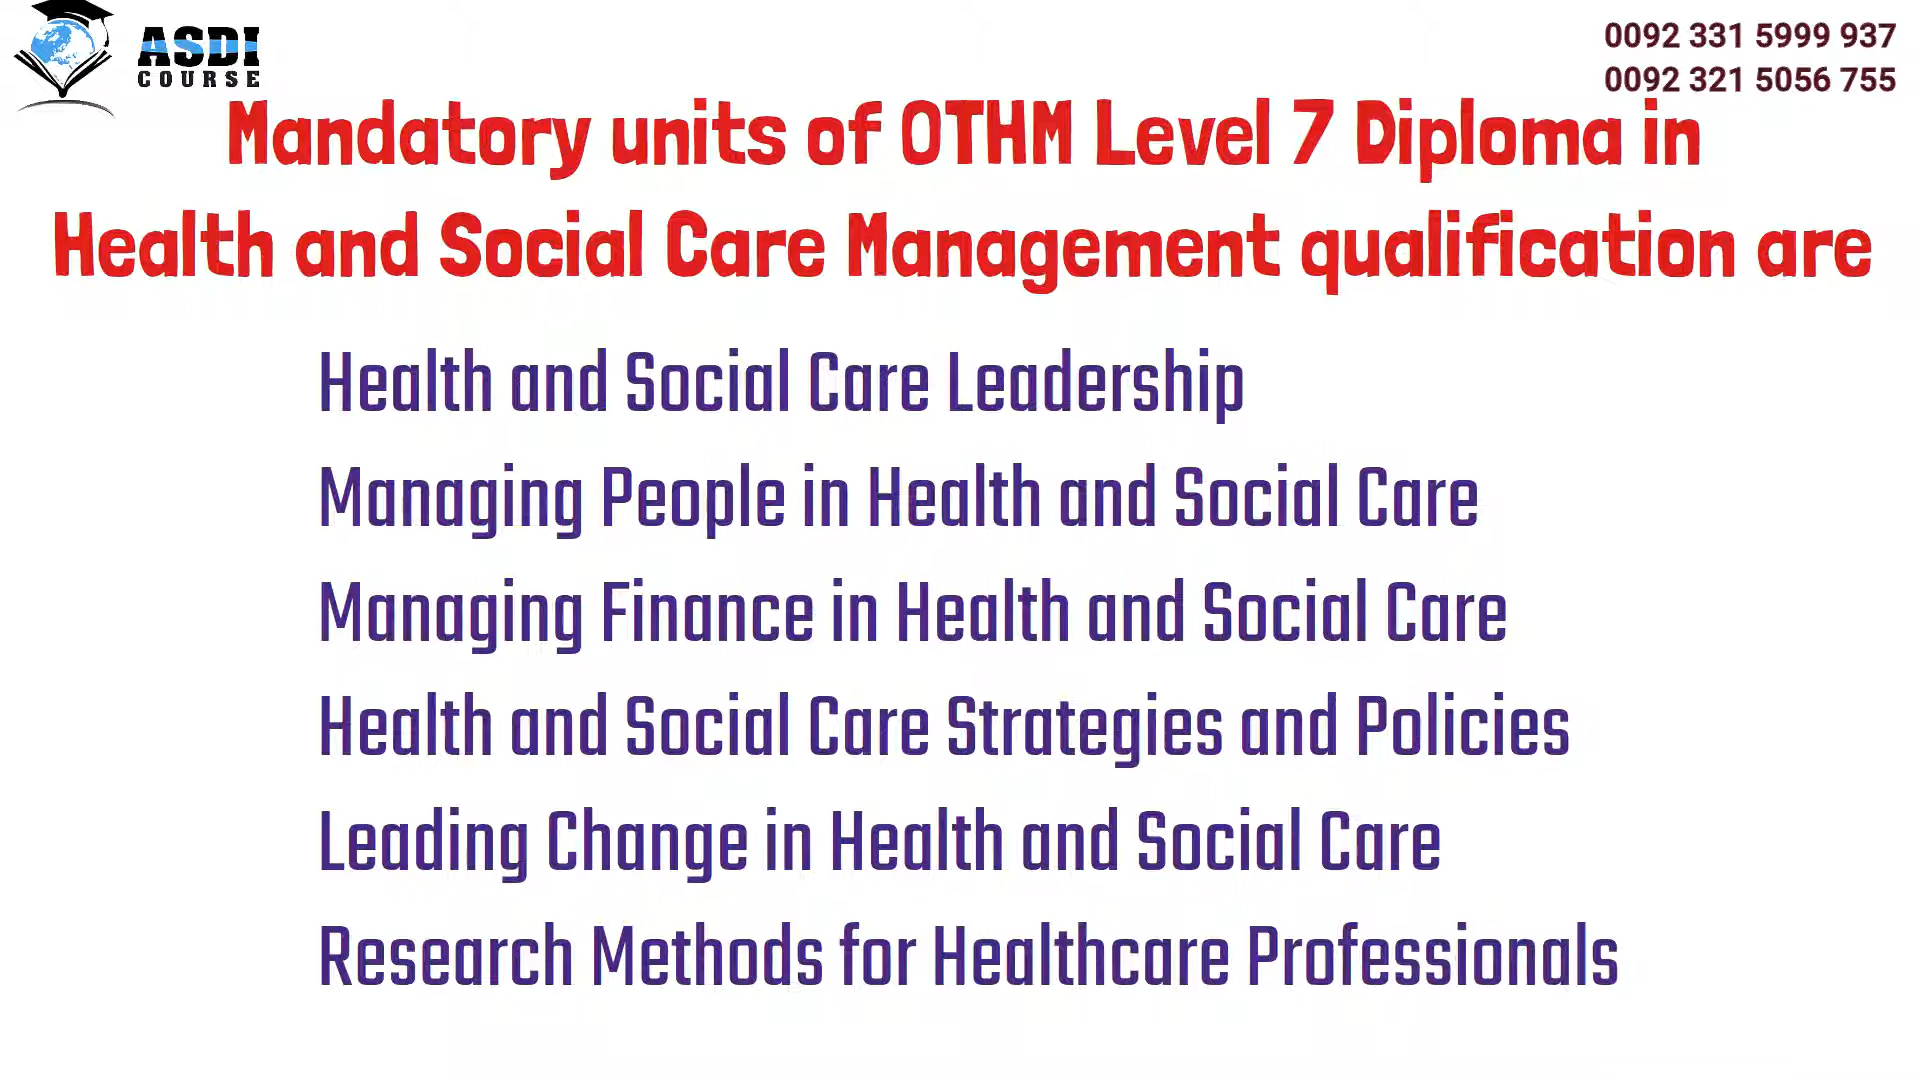 ASDI
COURSE
0092 331 5999 937
0092 321 5056 755
Mandatory units of OTHM Level 7 Diploma in
Health and Social Care Management qualification are
Health and Social Care Leadership
Managing People in Health and Social Care
Managing Finance in Health and Social Care
Health and Social Care Strategies and Policies
Leading Change in Health and Social Care
Research Methods for Healthcare Professionals